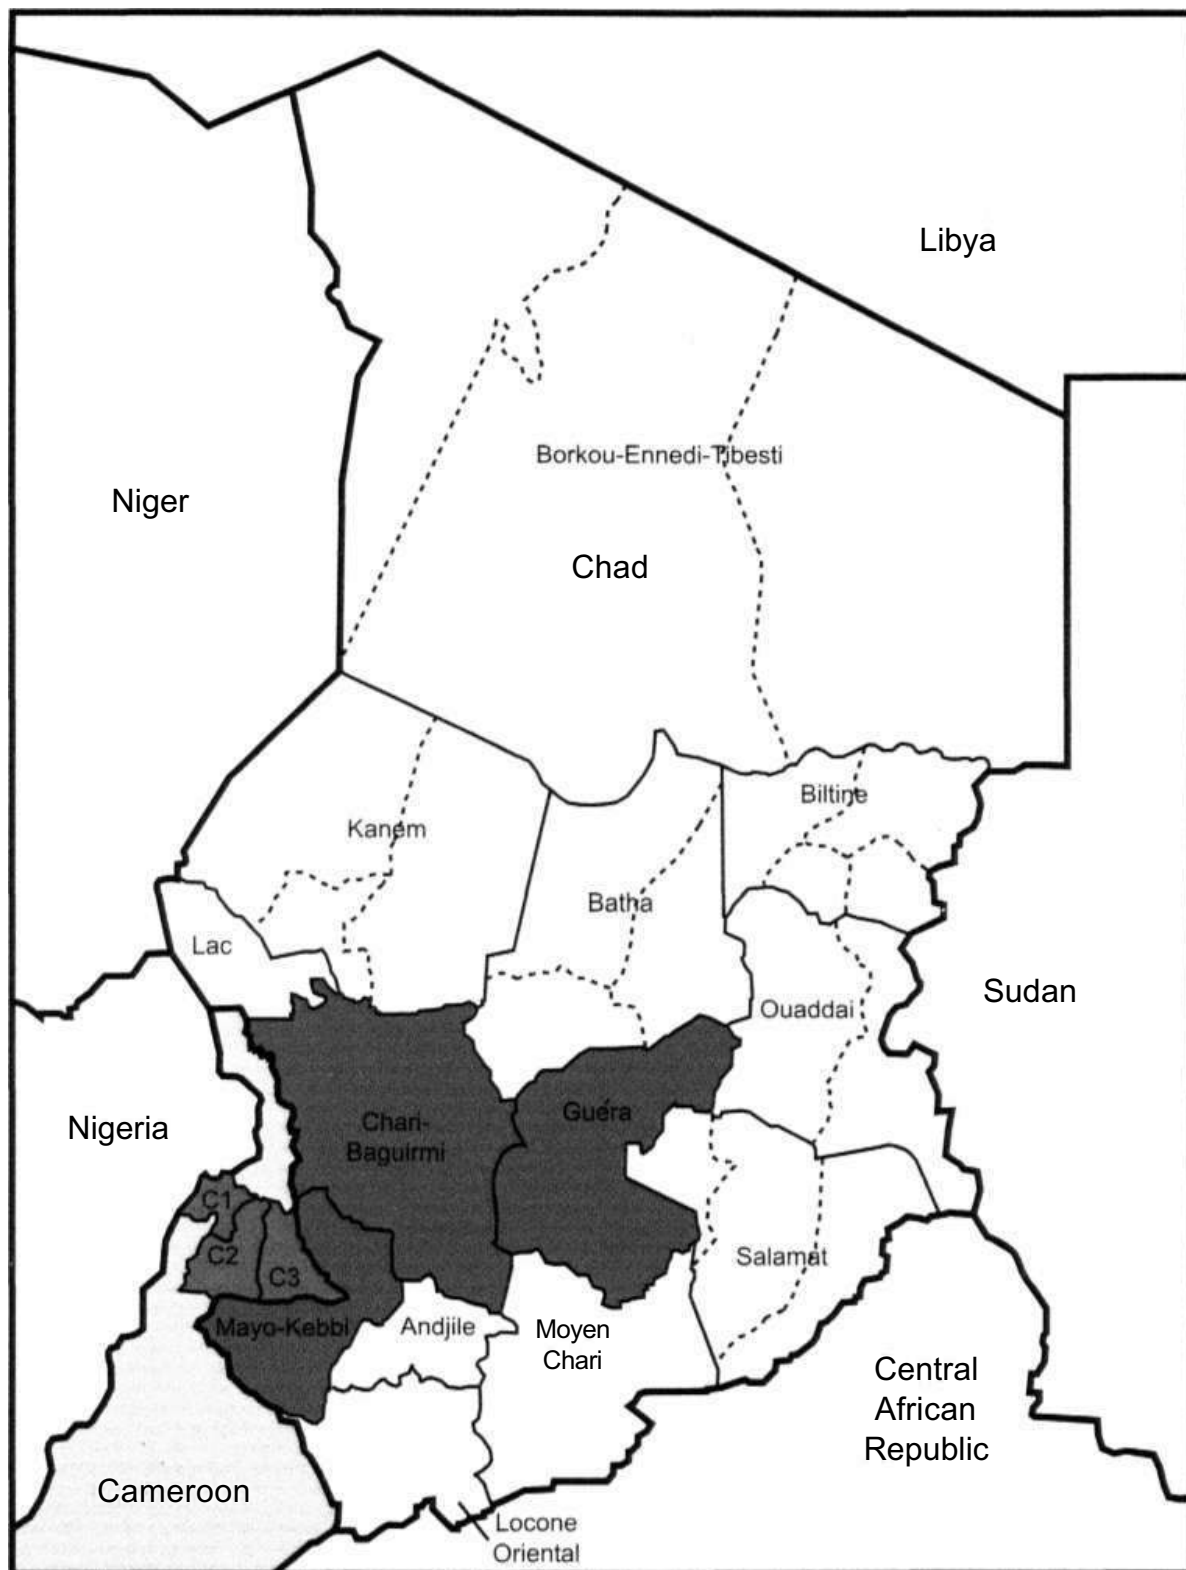 Libya
Borkou-Ennedi-Tibesti
Niger
Chad
Biltine
Kanem
Batha
Lac
Ouaddai
Sudan
Guéra
Chari-
Baguirmi
Nigeria
C1
C2
C3
Salamat
Mayo-Kebbi
Andjile
Moyen
Chari
Central
African
Republic
Cameroon
Locone
Oriental